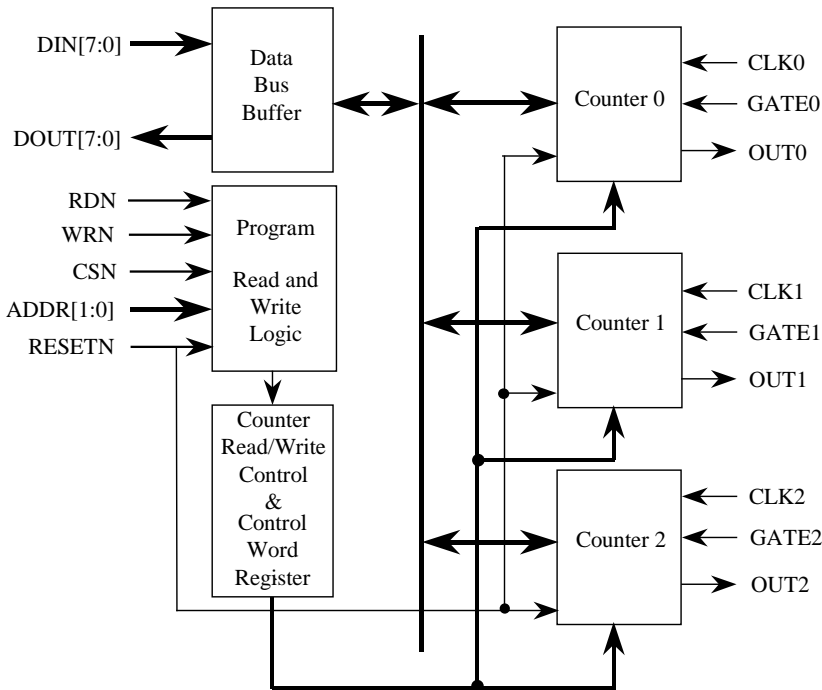 DIN[7:0]
DOUT[7:0]
Data
Bus
Buffer
RDN
WRN
CSN
ADDR[1:0]
RESETN
Program
Read and
Write
Logic
Counter
Read/Write
Control
&
Control
Word
Register
Counter 0
CLK0
GATE0
OUT0
Counter 1
CLK1
GATE1
OUT1
Counter 2
CLK2
GATE2
OUT2